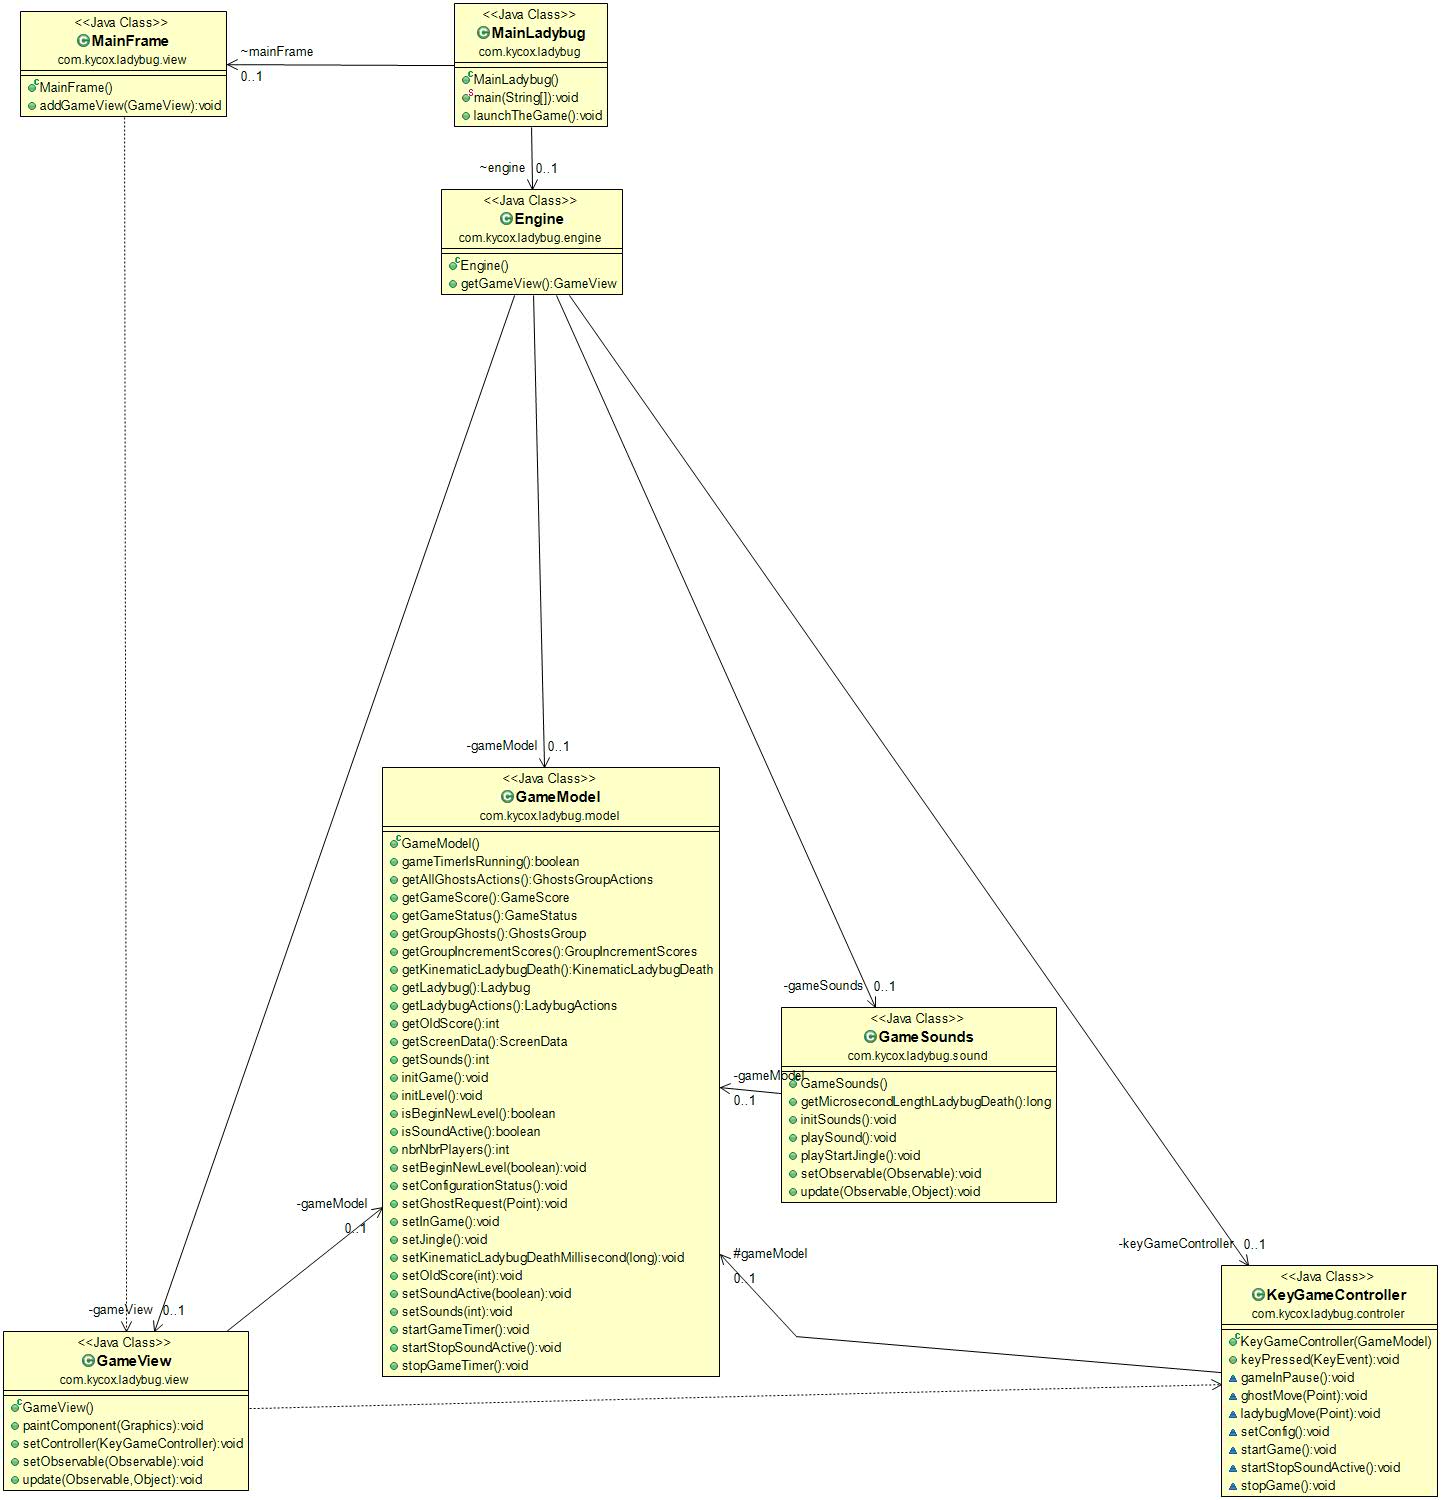 <<Java Class>>
MainFrame
com.kycox.ladybug.view
MainFrame()
addGameView(GameView):void
~mainFrame
0..1
<<Java Class>>
MainLadybug
com.kycox.ladybug
MainLadybug()
main(String[]):void
launchTheGame():void
~engine 0..1
<<Java Class>>
Engine
com.kycox.ladybug.engine
Engine()
getGameView():GameView
-gameModel 0..1
<<Java Class>>
GameModel
com.kycox.ladybug.model
GameModel()
gameTimerIsRunning():boolean
getAllGhostsActions():GhostsGroupActions
getGameScore():GameScore
getGameStatus():GameStatus
getGroupGhosts():GhostsGroup
getGroupIncrementScores():GroupIncrementScores
getKinematicLadybugDeath():KinematicLadybugDeath
getLadybug():Ladybug
getLadybugActions():LadybugActions
getOldScore():int
getScreenData():ScreenData
getSounds():int
initGame():void
initLevel():void
isBeginNewLevel():boolean
isSoundActive():boolean
nbrNbrPlayers():int
setBeginNewLevel(boolean):void
setConfigurationStatus():void
setGhostRequest(Point):void
setInGame():void
setJingle():void
setKinematicLadybugDeathMillisecond(long):void
setOldScore(int):void
setSoundActive(boolean):void
setSounds(int):void
startGameTimer():void
startStopSoundActive():void
stopGameTimer():void
-gameSounds 0..1
<<Java Class>>
GameSounds
com.kycox.ladybug.sound
GameSounds()
getMicrosecondLengthLadybugDeath():long
initSounds():void
playSound():void
playStartJingle():void
setObservable(Observable):void
update(Observable,Object):void
-gameModel
0..1
-gameModel
0..1
#gameModel
0..1
-keyGameController 0..1
<<Java Class>>
KeyGameController
com.kycox.ladybug.controler
KeyGameController(GameModel)
keyPressed(KeyEvent):void
gameInPause():void
ghostMove(Point):void
ladybugMove(Point):void
setConfig():void
startGame():void
startStopSoundActive():void
stopGame():void
-gameView 0..1
<<Java Class>>
GameView
com.kycox.ladybug.view
GameView()
paintComponent(Graphics):void
setController(KeyGameController):void
setObservable(Observable):void
update(Observable,Object):void